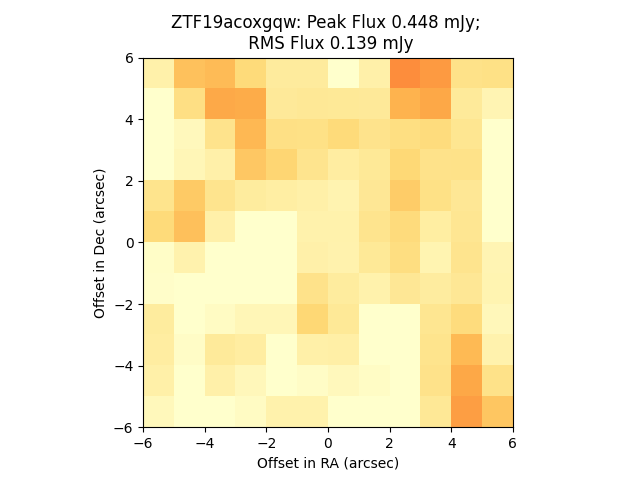 ZTF19acoxgqw: Peak Flux 0.448 mJy;
RMS Flux 0.139 mJy
6
4
2
0
−2
−4
−6
Offset in Dec (arcsec)
−6 −4 −2 0 2 4 6
Offset in RA (arcsec)